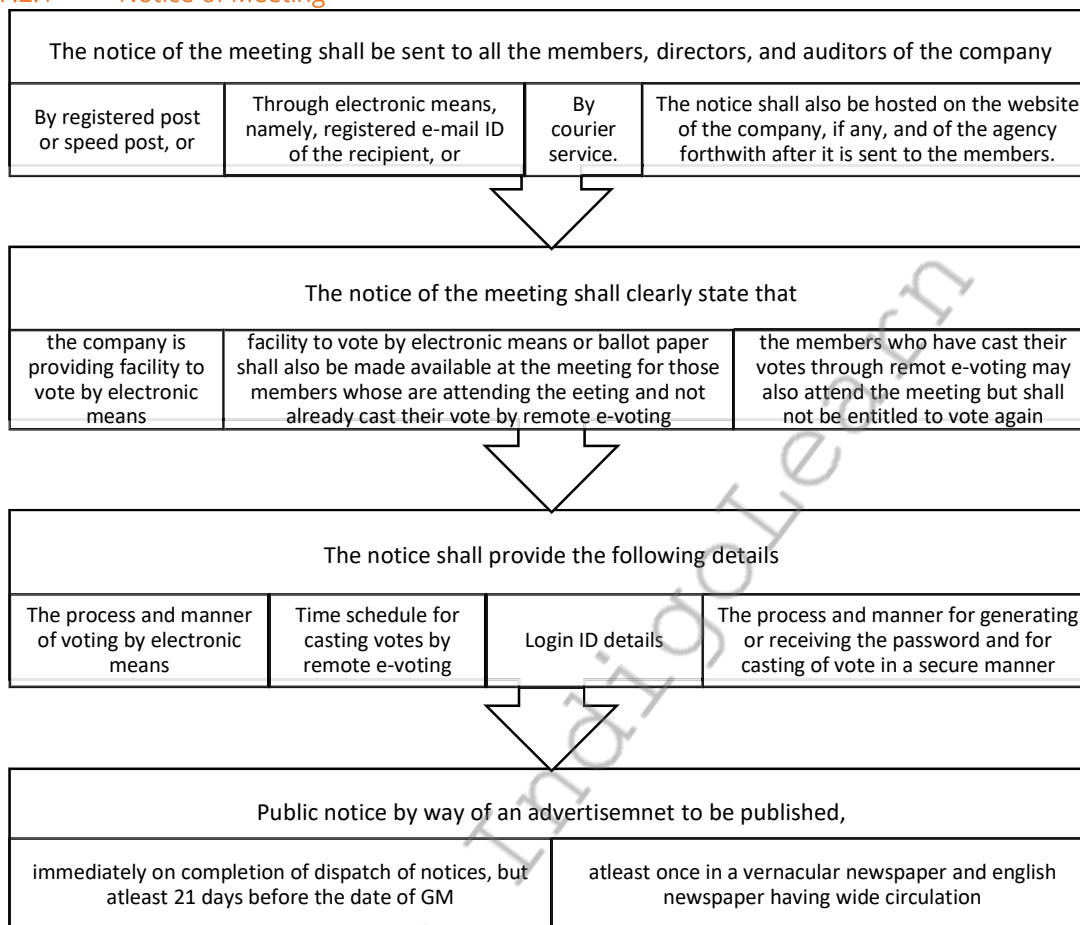 Notice of Meeting
The notice of the meeting shall be sent to all the members, directors, and auditors of the company
By registered post
or speed post, or
Through electronic means,
namely, registered e-mail ID
of the recipient, or
By
courier
service.
The notice shall also be hosted on the website
of the company, if any, and of the agency
forthwith after it is sent to the members.
The notice of the meeting shall clearly state that
the company is
providing facility to
vote by electronic
means
facility to vote by electronic means or ballot paper
shall also be made available at the meeting for those
members whose are attending the eeting and not
already cast their vote by remote e-voting
the members who have cast their
votes through remot e-voting may
also attend the meeting but shall
not be entitled to vote again
The notice shall provide the following details
The process and manner
of voting by electronic
means
Time schedule for
casting votes by
remote e-voting
Login ID details
The process and manner for generating
or receiving the password and for
casting of vote in a secure manner
Public notice by way of an advertisemnet to be published,
immediately on completion of dispatch of notices, but
atleast 21 days before the date of GM
atleast once in a vernacular newspaper and english
newspaper having wide circulation
IndigoLearn